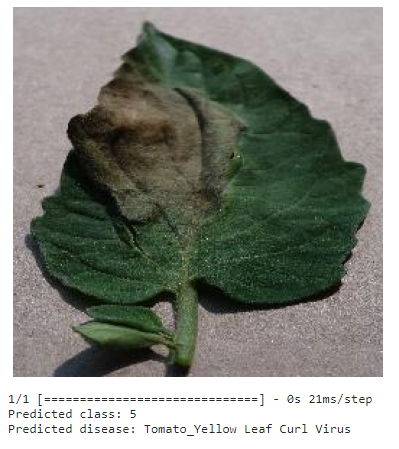 1/1 [==============================] - 0s 21ms/step
Predicted class: 5
Predicted disease: Tomato_Yellow Leaf Curl Virus